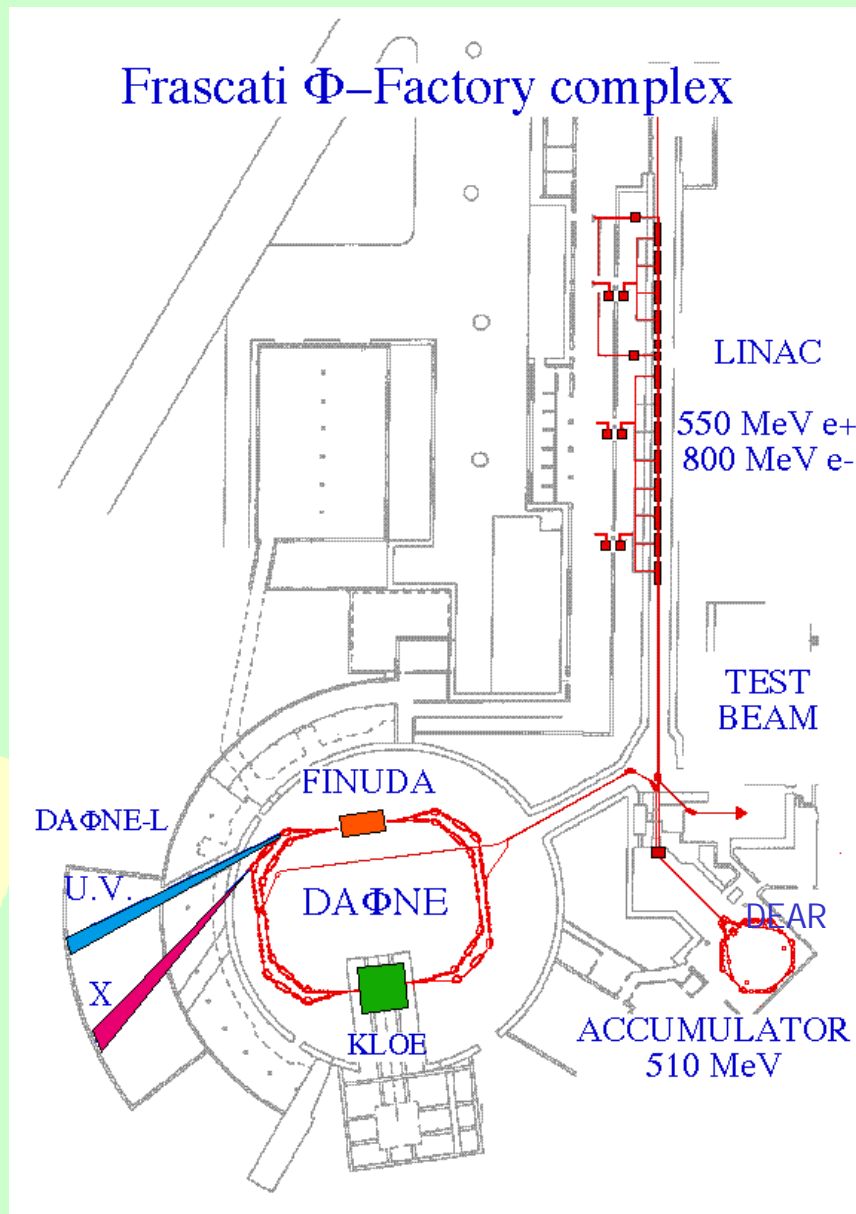 Frascati Φ–Factory complex
LINAC
550 MeV e+
800 MeV e-
TEST
BEAM
FINUDA
DAΦNE-L
U.V.
DAΦNE
DEAR
X
KLOE
ACCUMULATOR
510 MeV